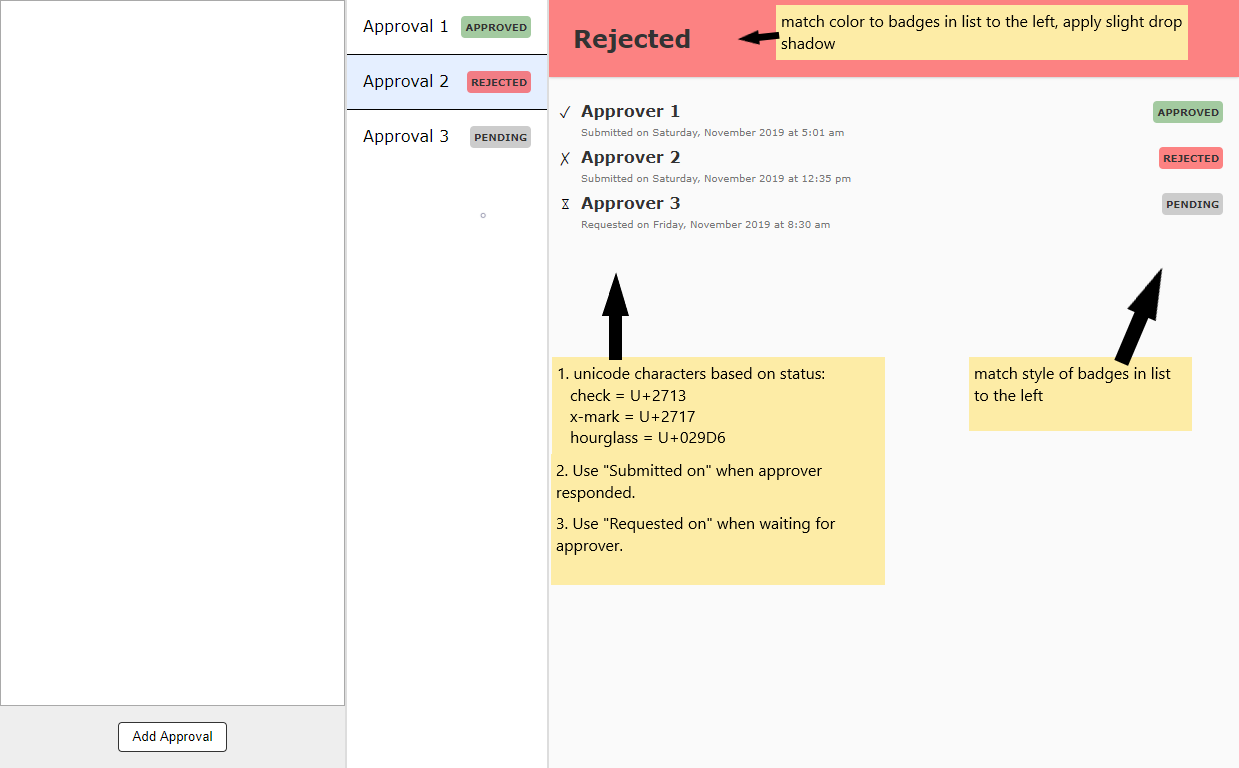 Approval 1 APPROVED
Approval 2 REJECTED
Approval 3 PENDING
Add Approval
Rejected
match color to badges in list to the left, apply slight drop
shadow
✓ Approver 1 APPROVED
Submitted on Saturday, November 2019 at 5:01 am
✗ Approver 2 REJECTED
Submitted on Saturday, November 2019 at 12:35 pm
⧖ Approver 3 PENDING
Requested on Friday, November 2019 at 8:30 am
1. unicode characters based on status:
check = U+2713
x-mark = U+2717
hourglass = U+029D6
2. Use "Submitted on" when approver
responded.
3. Use "Requested on" when waiting for
approver.
match style of badges in list
to the left